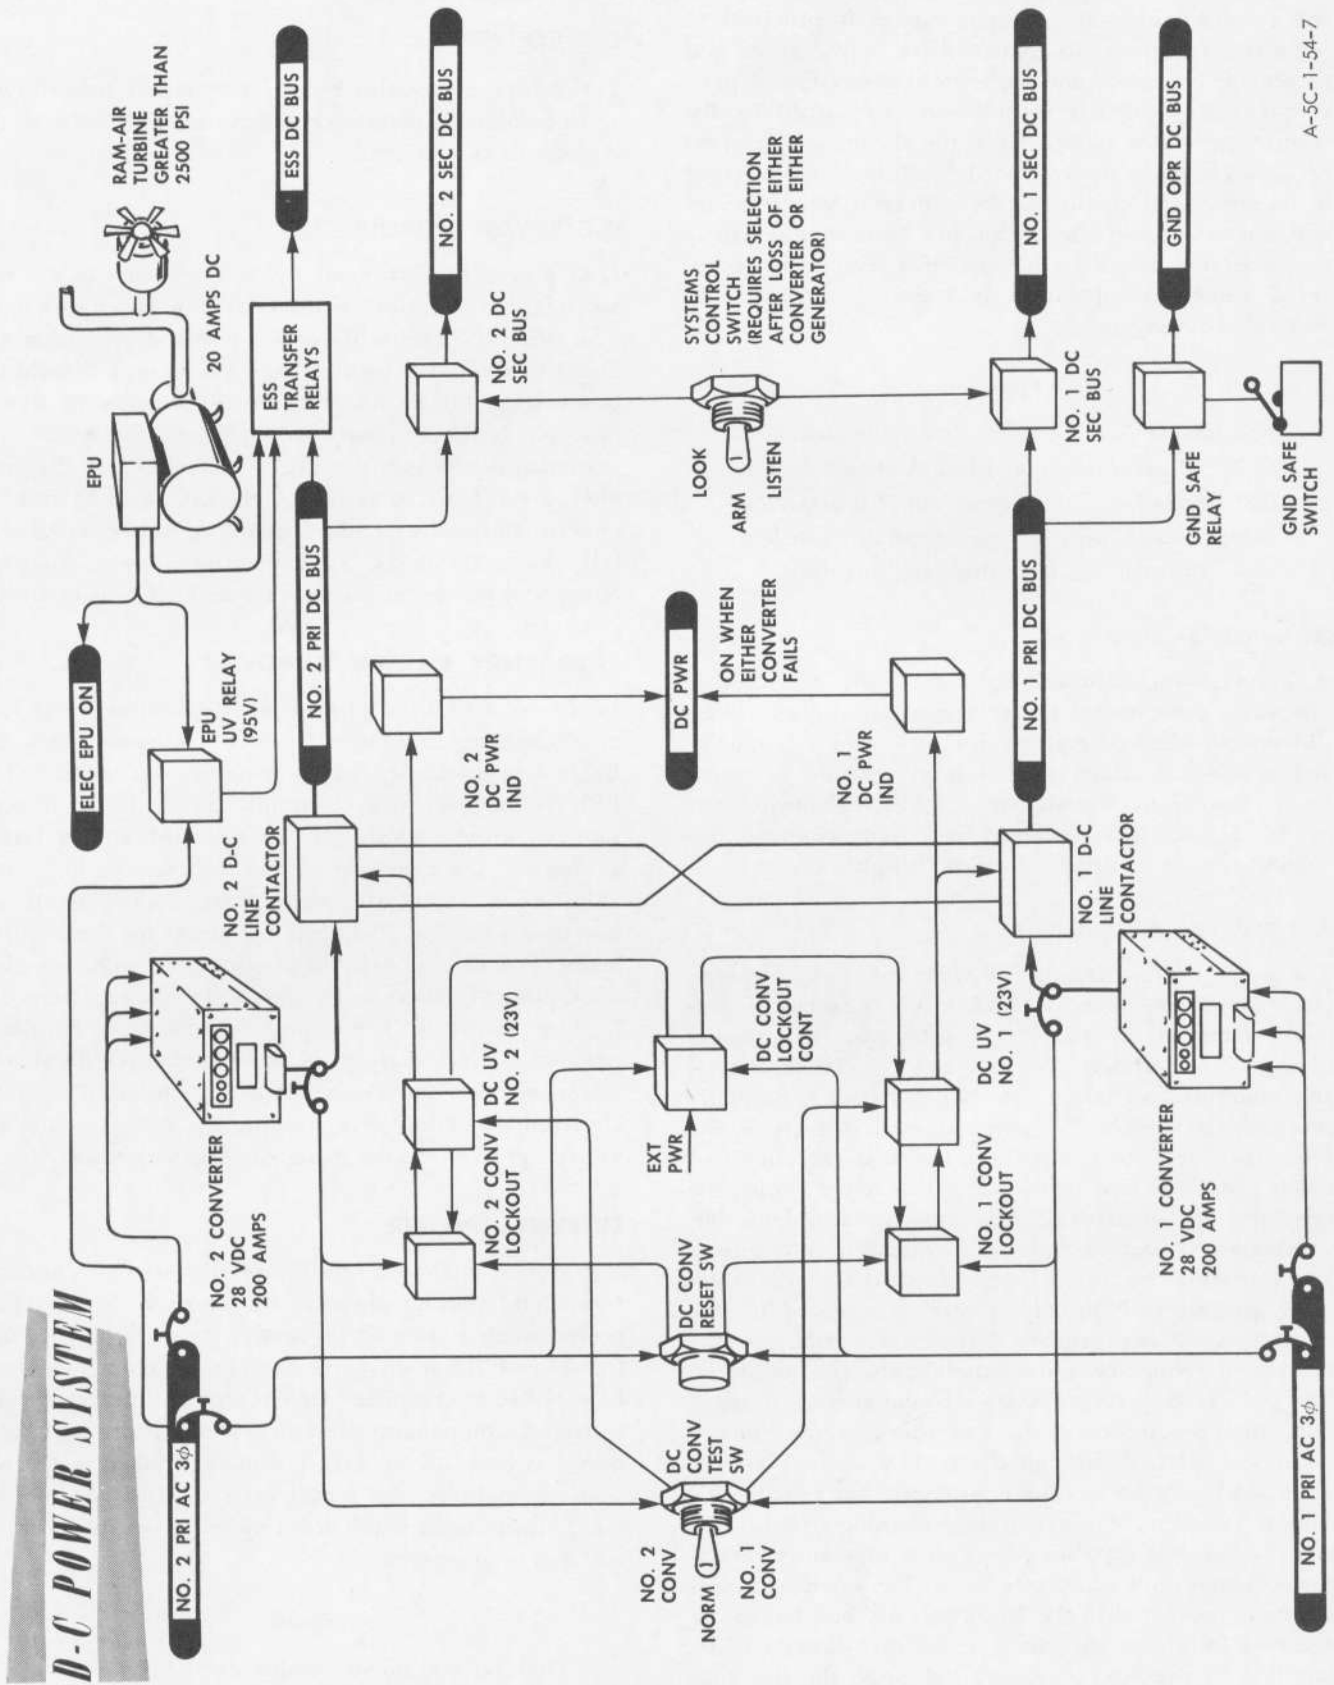 D-C POWER SYSTEM
NO. 2 PRI AC 3φ
NO. 2 CONVERTER
28 VDC
200 AMPS
NO. 2 D-C
LINE
CONTACTOR
ELEC EPU ON
EPU
UV RELAY
(95V)
EPU
20 AMPS DC
RAM-AIR
TURBINE
GREATER THAN
2500 PSI
ESS
TRANSFER
RELAYS
ESS DC BUS
NO. 2 PRI DC BUS
NO. 2 DC
SEC BUS
NO. 2 SEC DC BUS
NO. 2 CONV
LOCKOUT
DC UV
NO. 2 (23V)
NO. 2
DC PWR
IND
NO. 2
CONV
NORM
NO. 1
CONV
DC
CONV
TEST
SW
DC CONV
RESET SW
EXT
PWR
DC CONV
LOCKOUT
CONT
DC PWR
ON WHEN
EITHER
CONVERTER
FAILS
LOOK
ARM
LISTEN
SYSTEMS
CONTROL
SWITCH
(REQUIRES SELECTION
AFTER LOSS OF EITHER
CONVERTER OR EITHER
GENERATOR)
NO. 1 CONV
LOCKOUT
DC UV
NO. 1 (23V)
NO. 1
DC PWR
IND
NO. 1 PRI AC 3φ
NO. 1 CONVERTER
28 VDC
200 AMPS
NO. 1 D-C
LINE
CONTACTOR
NO. 1 PRI DC BUS
NO. 1 DC
SEC BUS
NO. 1 SEC DC BUS
GND SAFE
RELAY
GND OPR DC BUS
GND SAFE
SWITCH
A-5C-1-54-7